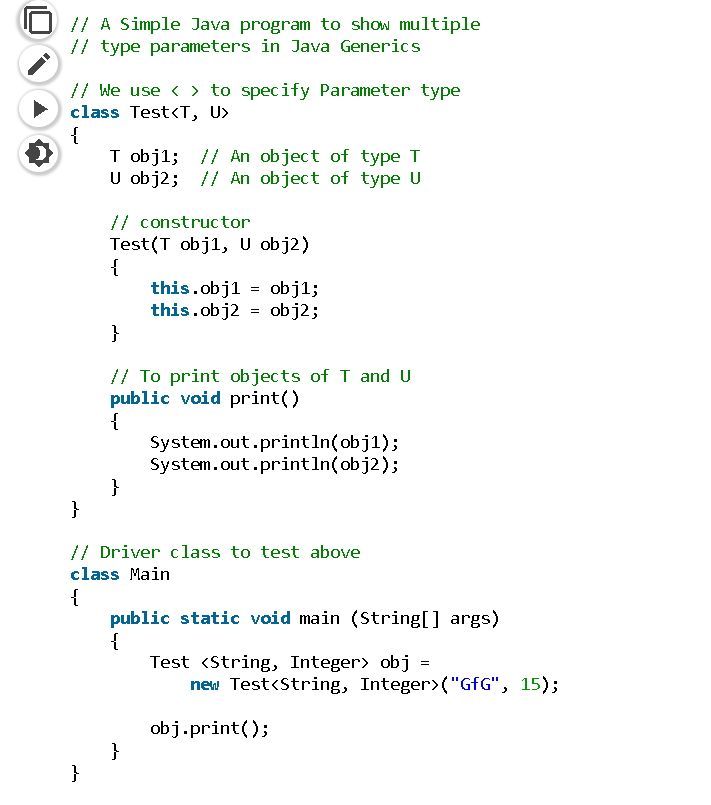 // A Simple Java program to show multiple
// type parameters in Java Generics

// We use < > to specify Parameter type
class Test<T, U>
{
    T obj1;  // An object of type T
    U obj2;  // An object of type U

    // constructor
    Test(T obj1, U obj2)
    {
        this.obj1 = obj1;
        this.obj2 = obj2;
    }

    // To print objects of T and U
    public void print()
    {
        System.out.println(obj1);
        System.out.println(obj2);
    }
}

// Driver class to test above
class Main
{
    public static void main (String[] args)
    {
        Test <String, Integer> obj =
            new Test<String, Integer>("GfG", 15);

        obj.print();
    }
}